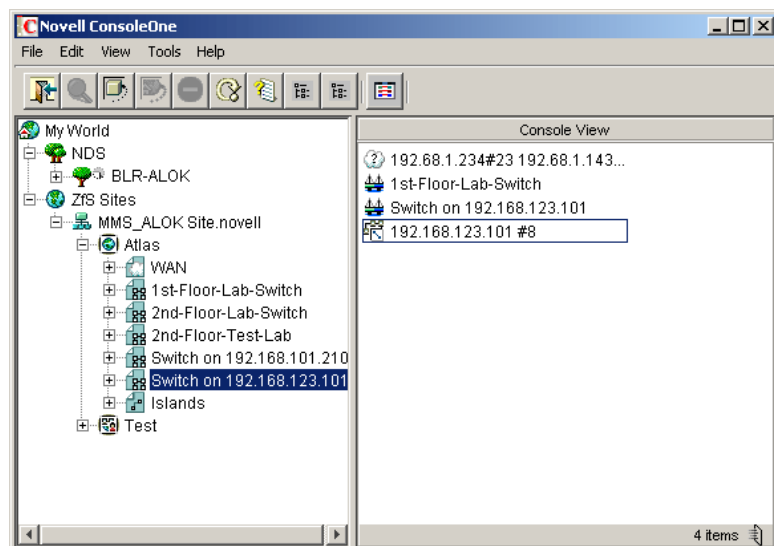 Novell ConsoleOne
File Edit View Tools Help
My World
NDS
BLR-ALOK
ZfS Sites
MMS_ALOK Site.novell
Atlas
WAN
1st-Floor-Lab-Switch
2nd-Floor-Lab-Switch
2nd-Floor-Test-Lab
Switch on 192.168.101.210
Switch on 192.168.123.101
Islands
Test
Console View
192.68.1.234#23 192.68.1.143...
1st-Floor-Lab-Switch
Switch on 192.168.123.101
192.168.123.101 #8
4 items